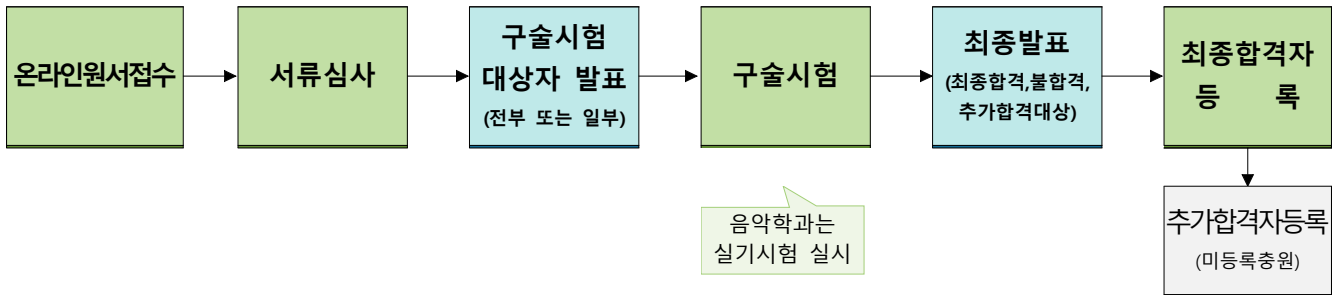 온라인원서접수
서류심사
구술시험
대상자 발표
(전부 또는 일부)
구술시험
최종발표
(최종합격,불합격,
추가합격대상)
최종합격자
등 록
음악학과는
실기시험 실시
추가합격자등록
(미등록충원)